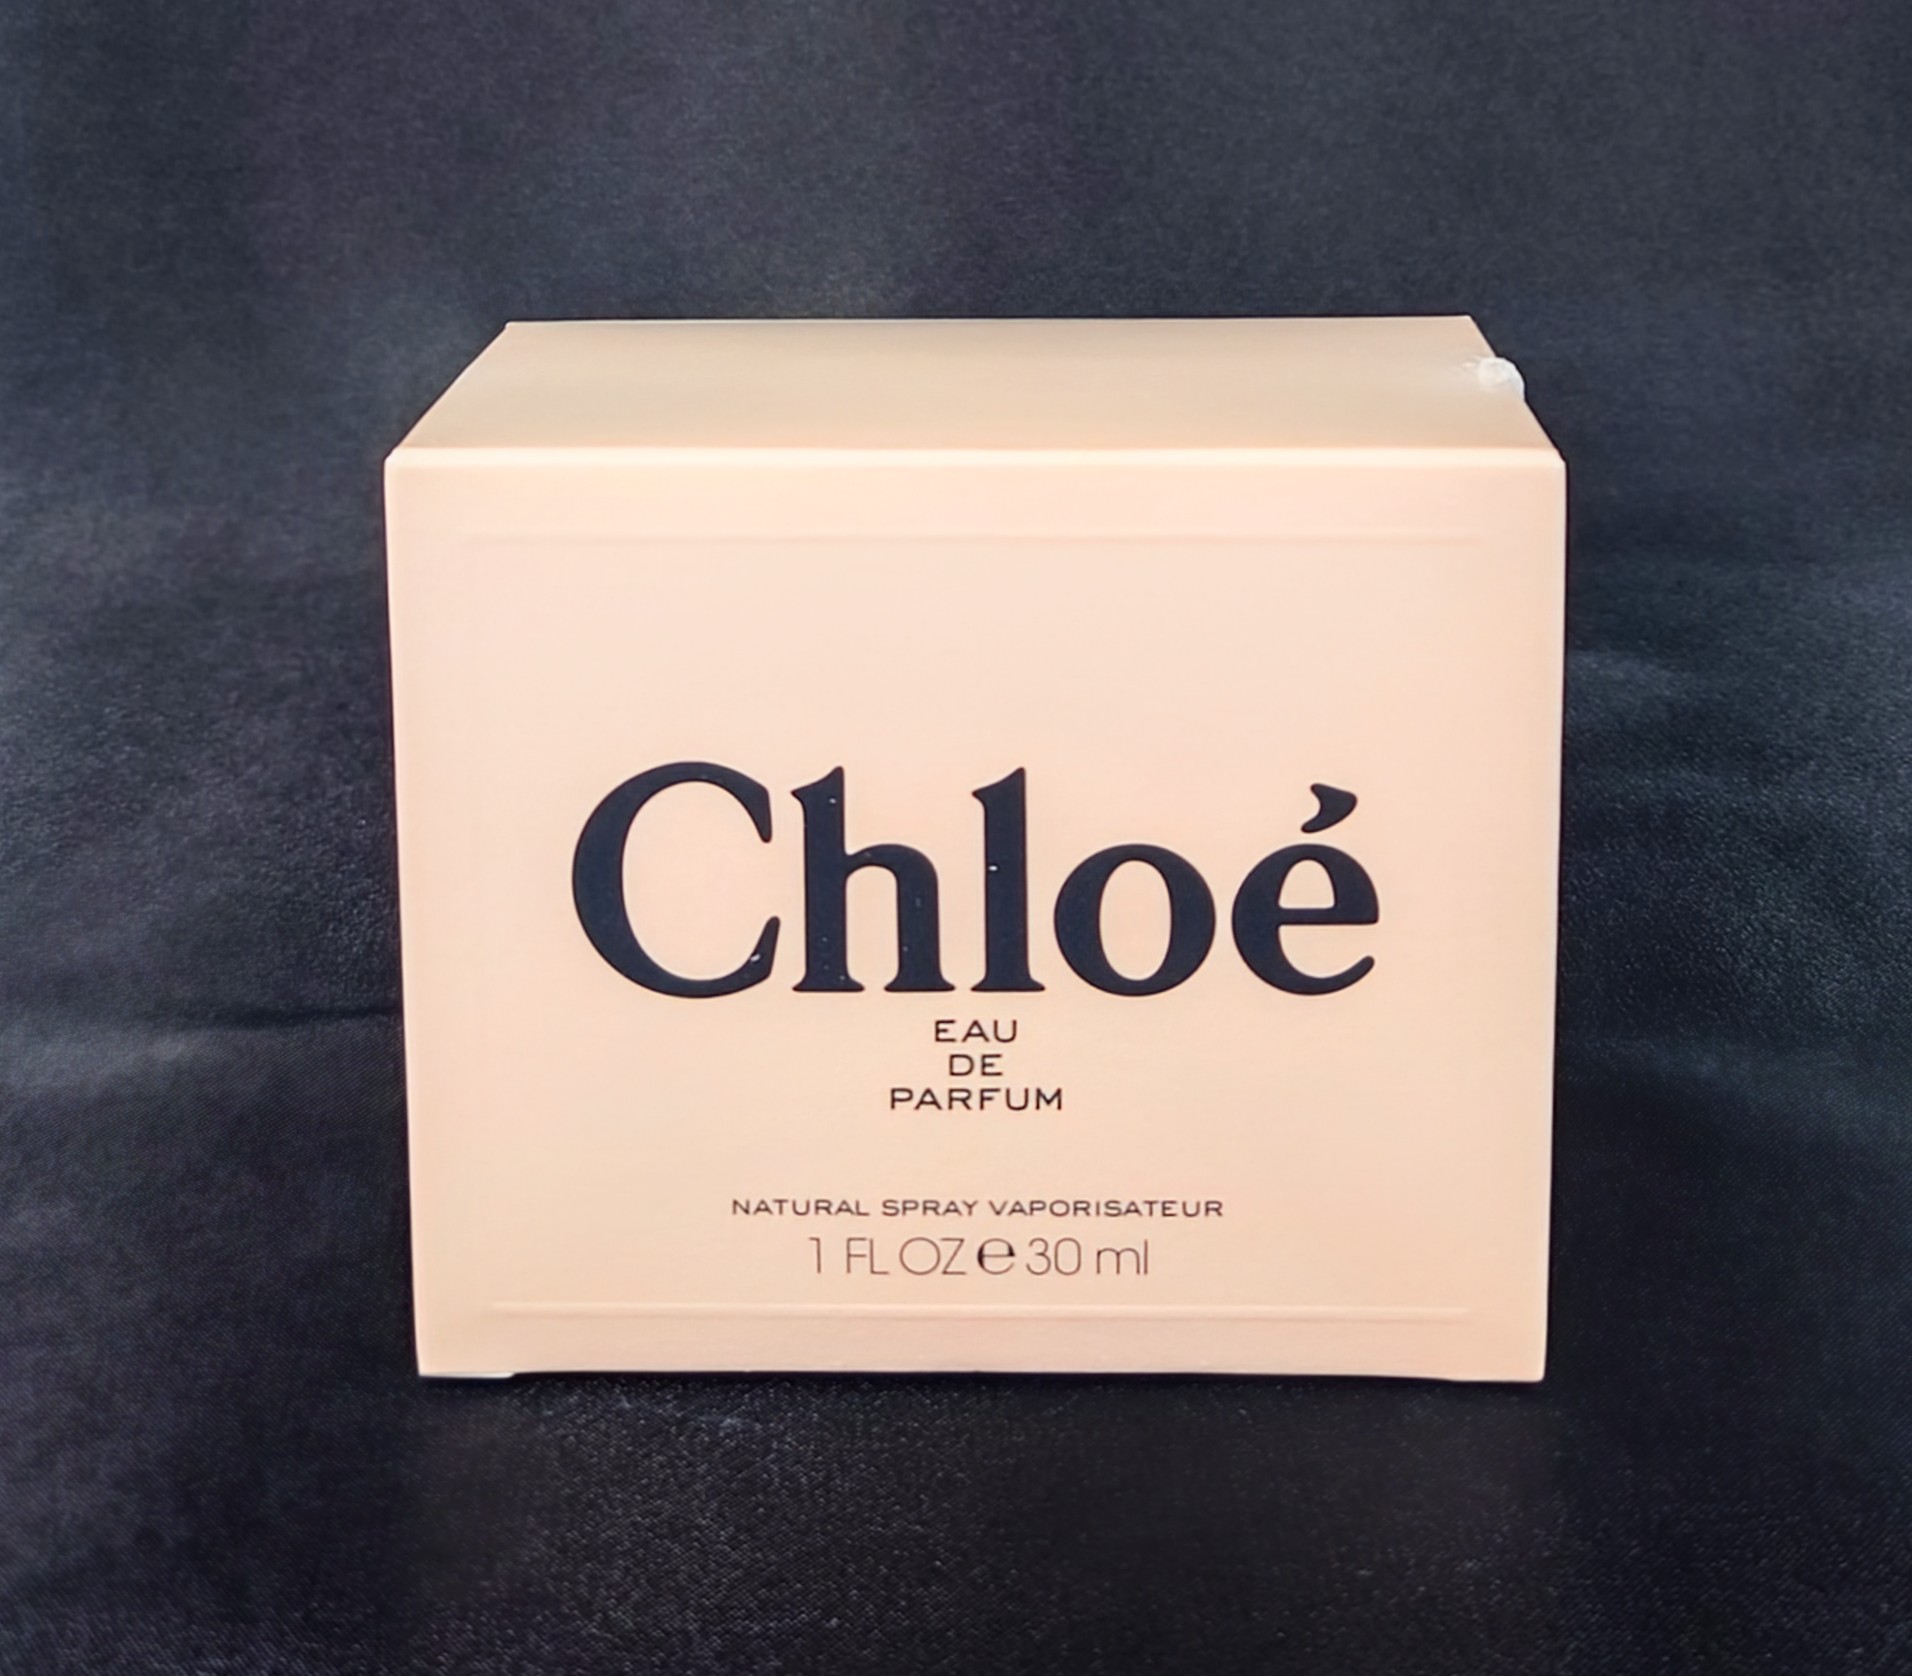 Chloé
EAU
DE
PARFUM
NATURAL SPRAY VAPORISATEUR
1 FL OZ ℮ 30 ml